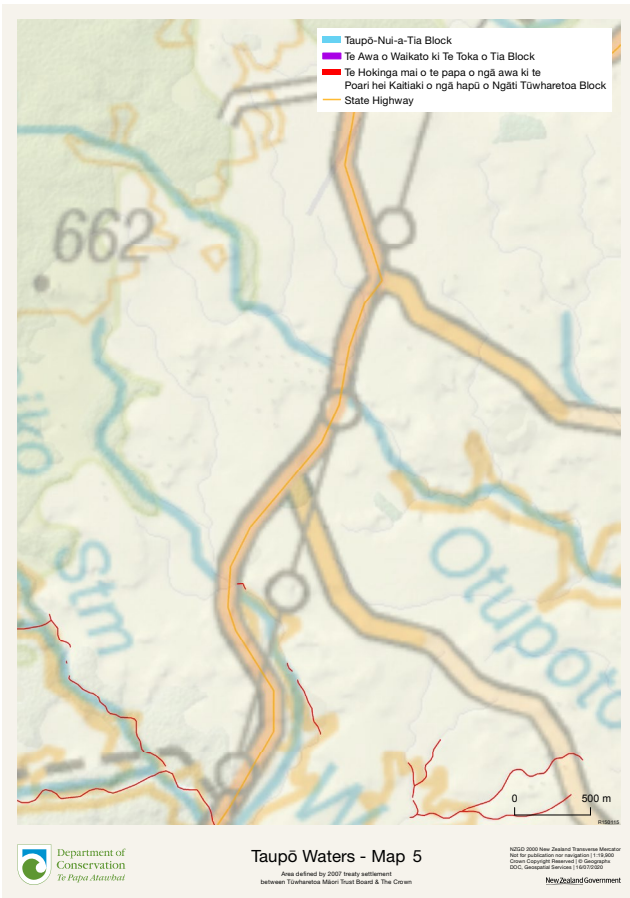 Taupō-Nui-a-Tia Block
Te Awa o Waikato ki Te Toka o Tia Block
Te Hokinga mai o te papa o ngā awa ki te
Poari hei Kaitiaki o ngā hapū o Ngāti Tūwharetoa Block
State Highway
662
Stm
Otupoto
W
0 500 m
R150415
Department of
Conservation
Te Papa Atawhai
Taupō Waters - Map 5
Area defined by 2007 treaty settlement
between Tūwharetoa Māori Trust Board & The Crown
NZGD 2000 New Zealand Transverse Mercator
Not for publication nor navigation | 1:19,900
Crown Copyright Reserved | © Geographx
DOC, Geospatial Services | 16/07/2020
New Zealand Government